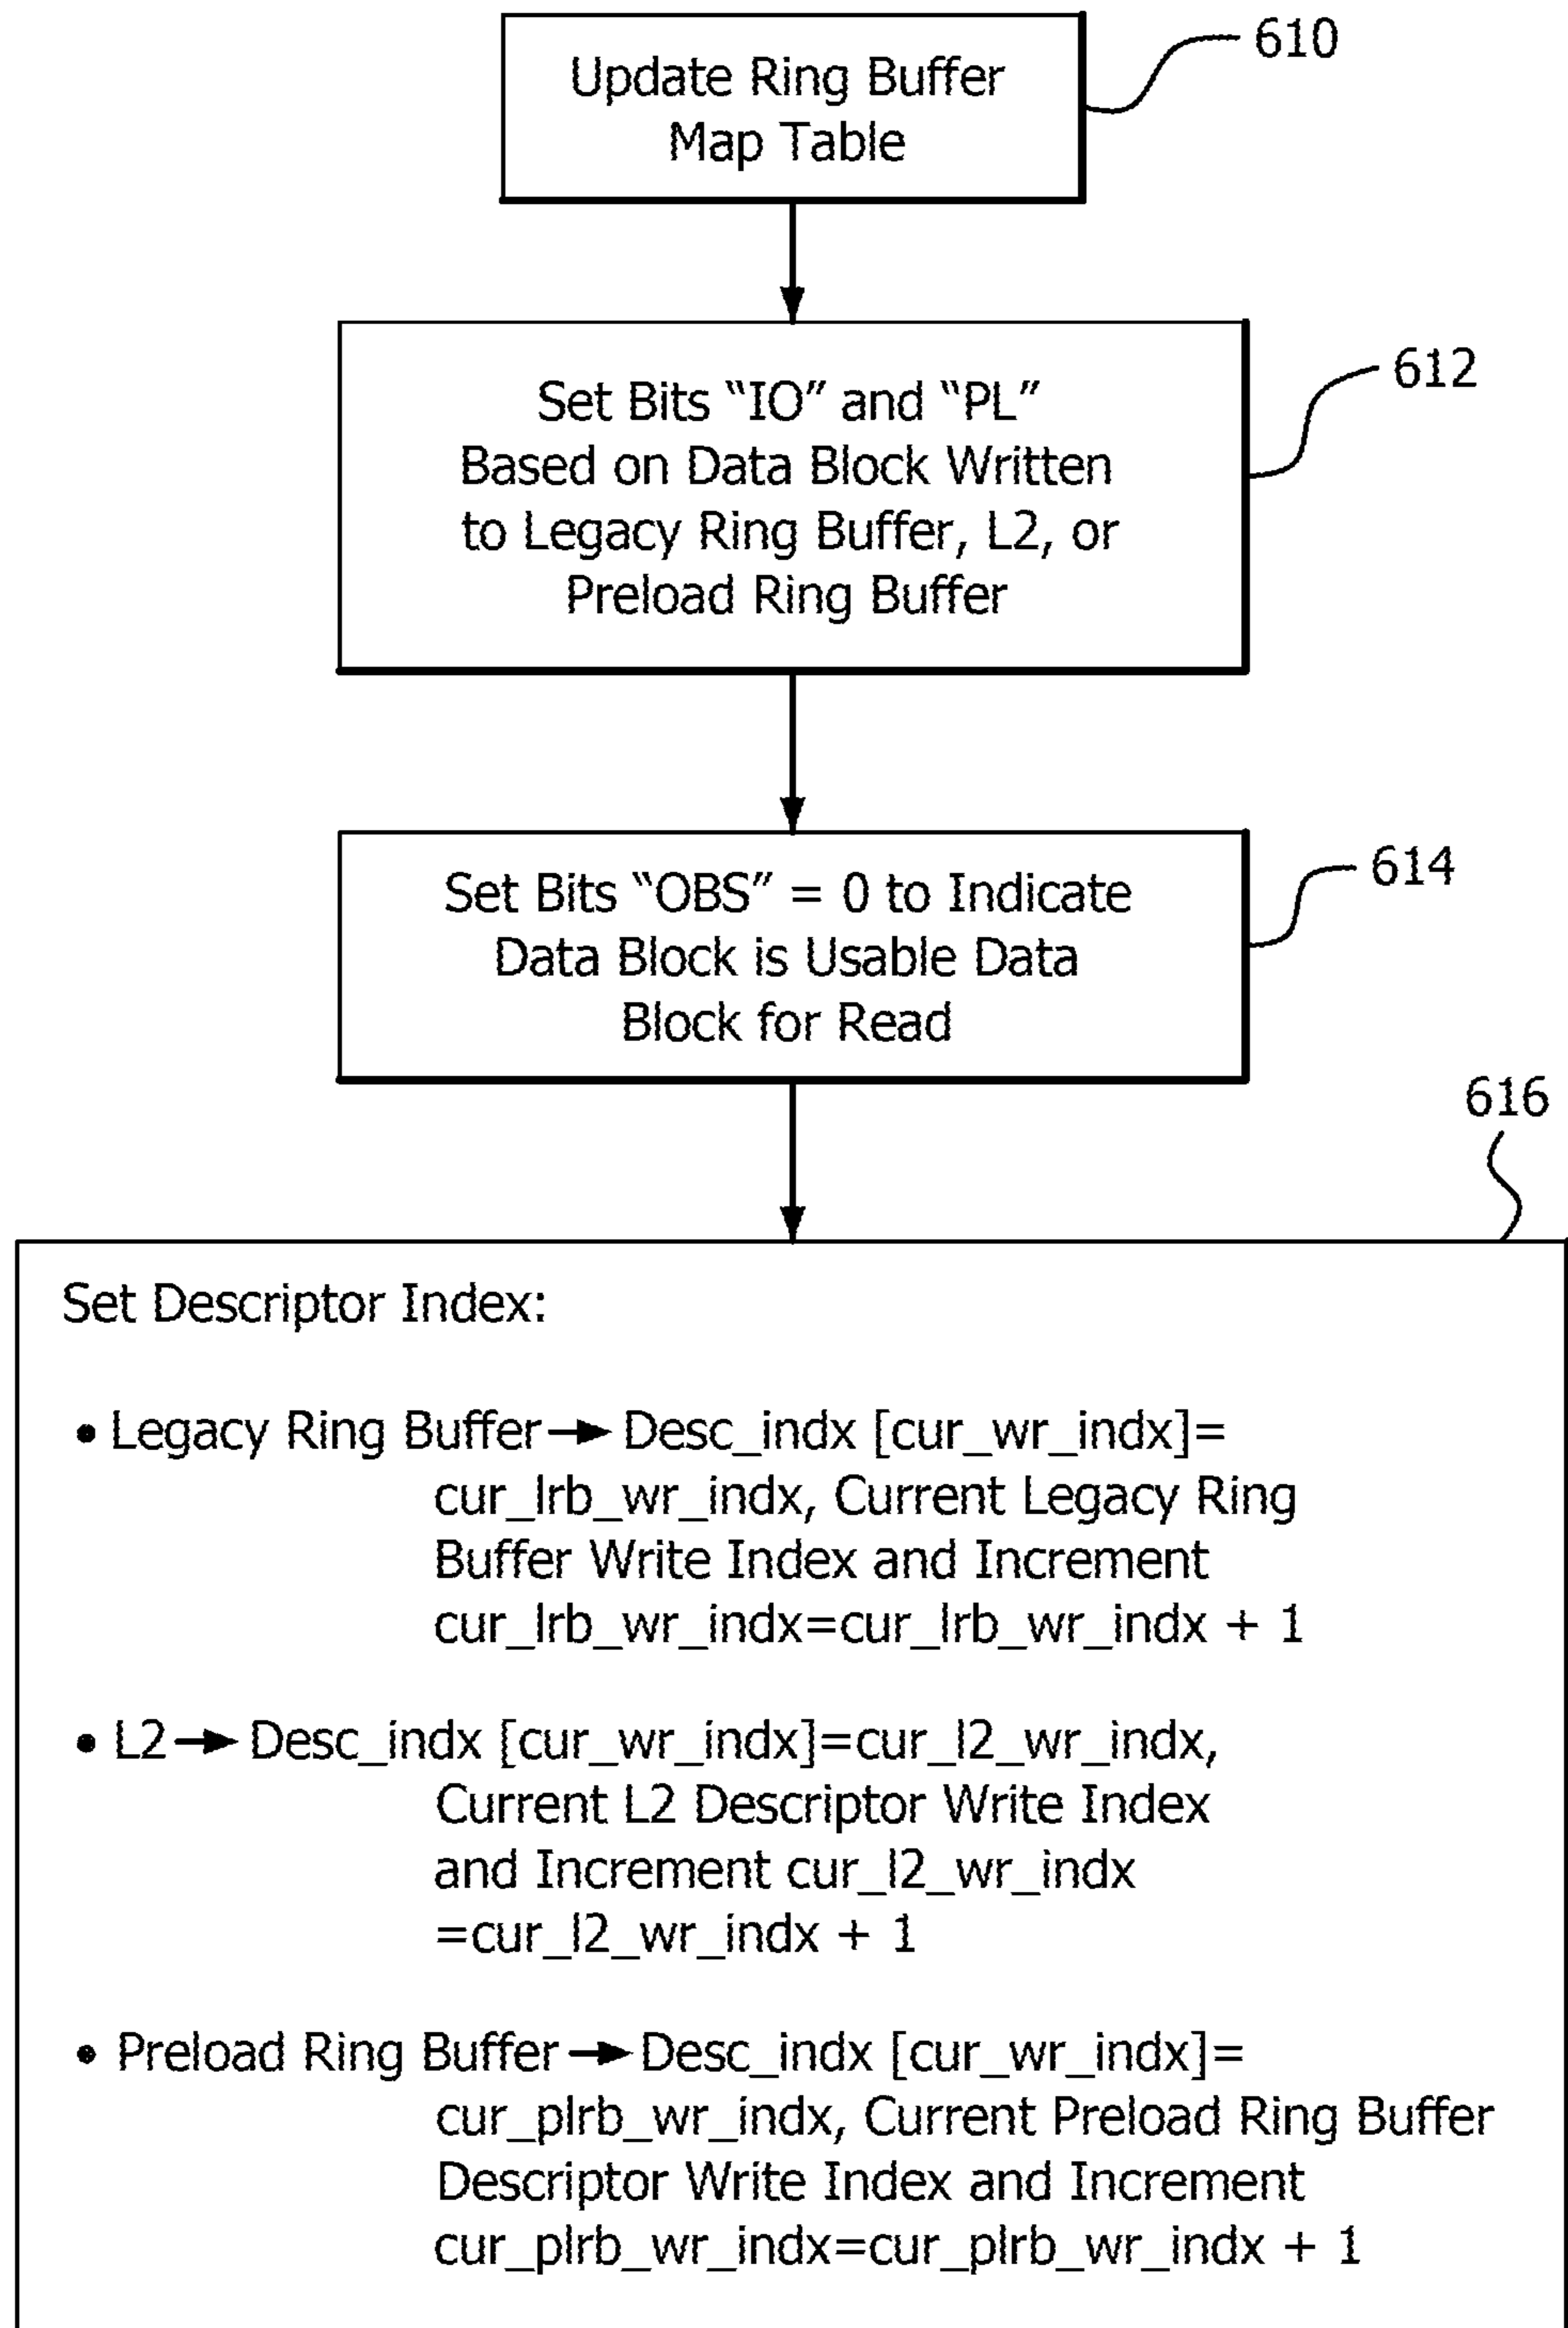 Update Ring Buffer
Map Table
610
Set Bits “IO” and “PL”
Based on Data Block Written
to Legacy Ring Buffer, L2, or
Preload Ring Buffer
612
Set Bits “OBS” = 0 to Indicate
Data Block is Usable Data
Block for Read
614
616
Set Descriptor Index:
• Legacy Ring Buffer → Desc_indx [cur_wr_indx]=
cur_lrb_wr_indx, Current Legacy Ring
Buffer Write Index and Increment
cur_lrb_wr_indx=cur_lrb_wr_indx + 1
• L2 → Desc_indx [cur_wr_indx]=cur_l2_wr_indx,
Current L2 Descriptor Write Index
and Increment cur_l2_wr_indx
=cur_l2_wr_indx + 1
• Preload Ring Buffer → Desc_indx [cur_wr_indx]=
cur_plrb_wr_indx, Current Preload Ring Buffer
Descriptor Write Index and Increment
cur_plrb_wr_indx=cur_plrb_wr_indx + 1